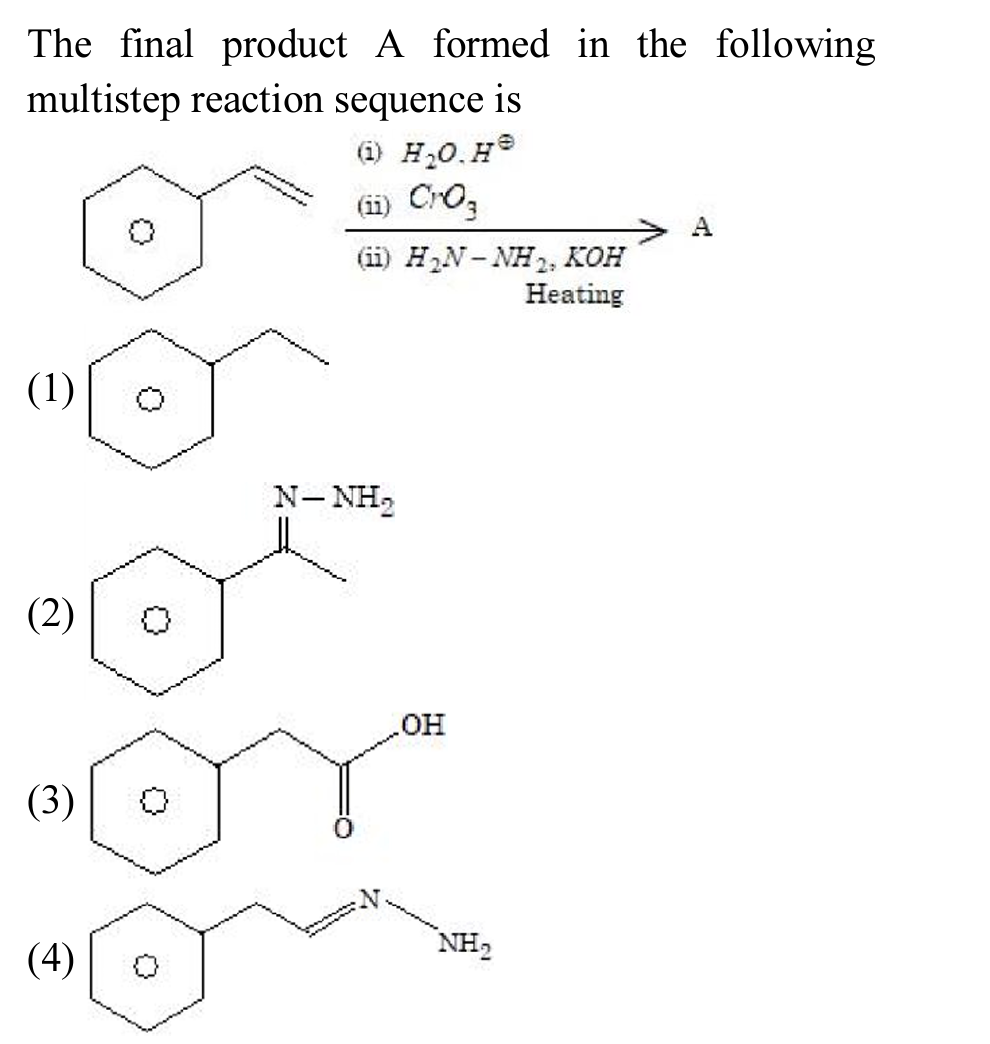 The final product A formed in the following
multistep reaction sequence is
(i) H₂O, H⊕
(ii) CrO₃
A
(ii) H₂N – NH₂, KOH
Heating
(1)
N – NH₂
(2)
OH
(3)
O
N
(4)
NH₂